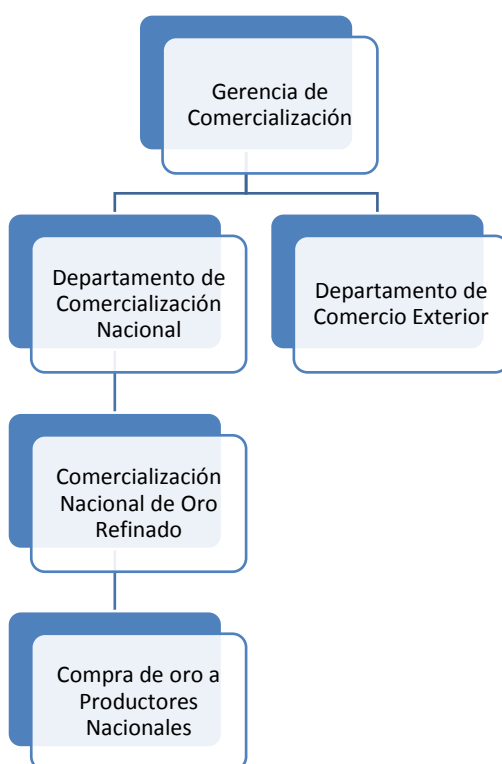 Gerencia de
Comercialización
Departamento de
Comercialización
Nacional
Departamento de
Comercio Exterior
Comercialización
Nacional de Oro
Refinado
Compra de oro a
Productores
Nacionales